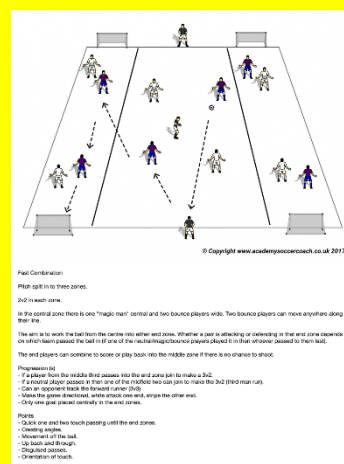 © Copyright www.academysoccercoach.co.uk 2017
Fast Combination
Pitch split in to three zones.
2v2 in each zone.
In the central zone there is one "magic man" central and two bounce players wide. Two bounce players can move anywhere along
their line.
The aim is to work the ball from the centre into either end zone. Whether a pair is attacking or defending in that end zone depends
on which team passed the ball in (if one of the neutral/magic/bounce players played it in than whoever passed to them last).
The end players can combine to score or play back into the middle zone if there is no chance to shoot.
Progression (s)
- If a player from the middle third passes into the end zone join to make a 3v2.
- If a neutral player passes in then one of the midfield two can join to make the 3v2 (third man run).
- Can an opponent track the forward runner (3v3)
- Make the game directional, white attack one end, stripe the other end.
- Only one goal placed centrally in the end zones.
Points
- Quick one and two touch passing until the end zones.
- Creating angles.
- Movement off the ball.
- Up back and through.
- Disguised passes.
- Orientation of touch.